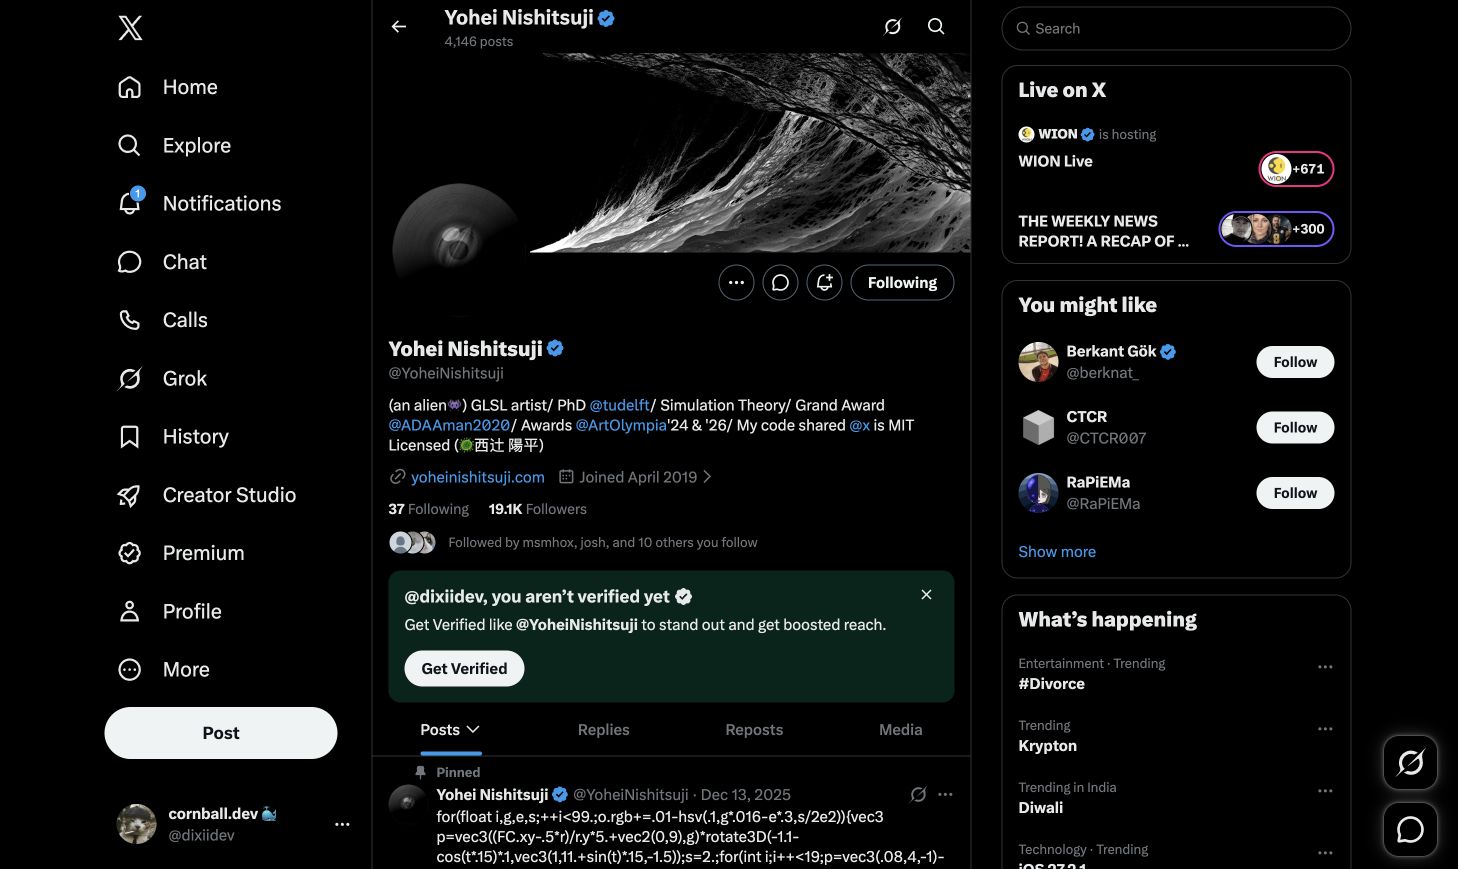 Home
Explore
1
Notifications
Chat
Calls
Grok
History
Creator Studio
Premium
Profile
More
Post
cornball.dev🐳
@dixiidev
Yohei Nishitsuji
4,146 posts
Following
Yohei Nishitsuji
@YoheiNishitsuji
(an alien👾) GLSL artist/ PhD @tudelft/ Simulation Theory/ Grand Award
@ADAAman2020/ Awards @ArtOlympia'24 & '26/ My code shared @x is MIT
Licensed (🦠西辻 陽平)
yoheinishitsuji.com Joined April 2019
37 Following 19.1K Followers
Followed by msmhox, josh, and 10 others you follow
@dixiidev, you aren’t verified yet
Get Verified like @YoheiNishitsuji to stand out and get boosted reach.
Get Verified
Posts Replies Reposts Media
Pinned
Yohei Nishitsuji @YoheiNishitsuji · Dec 13, 2025
for(float i,g,e,s;++i<99.;o.rgb+=.01-hsv(.1,g*.016-e*.3,s/2e2)){vec3
p=vec3((FC.xy-.5*r)/r.y*5.+vec2(0,9),g)*rotate3D(-1.1-
cos(t*.15)*.1,vec3(1,11.+sin(t)*.15,-1.5));s=2.;for(int i;i++<19;p=vec3(.08,4,-1)-
Search
Live on X
WION is hosting
WION Live
WION
+671
THE WEEKLY NEWS
REPORT! A RECAP OF ...
+300
You might like
Berkant Gök
@berknat_
Follow
CTCR
@CTCR007
Follow
RaPiEMa
@RaPiEMa
Follow
Show more
What’s happening
Entertainment · Trending
#Divorce
Trending
Krypton
Trending in India
Diwali
Technology · Trending
iOS 27.2.1